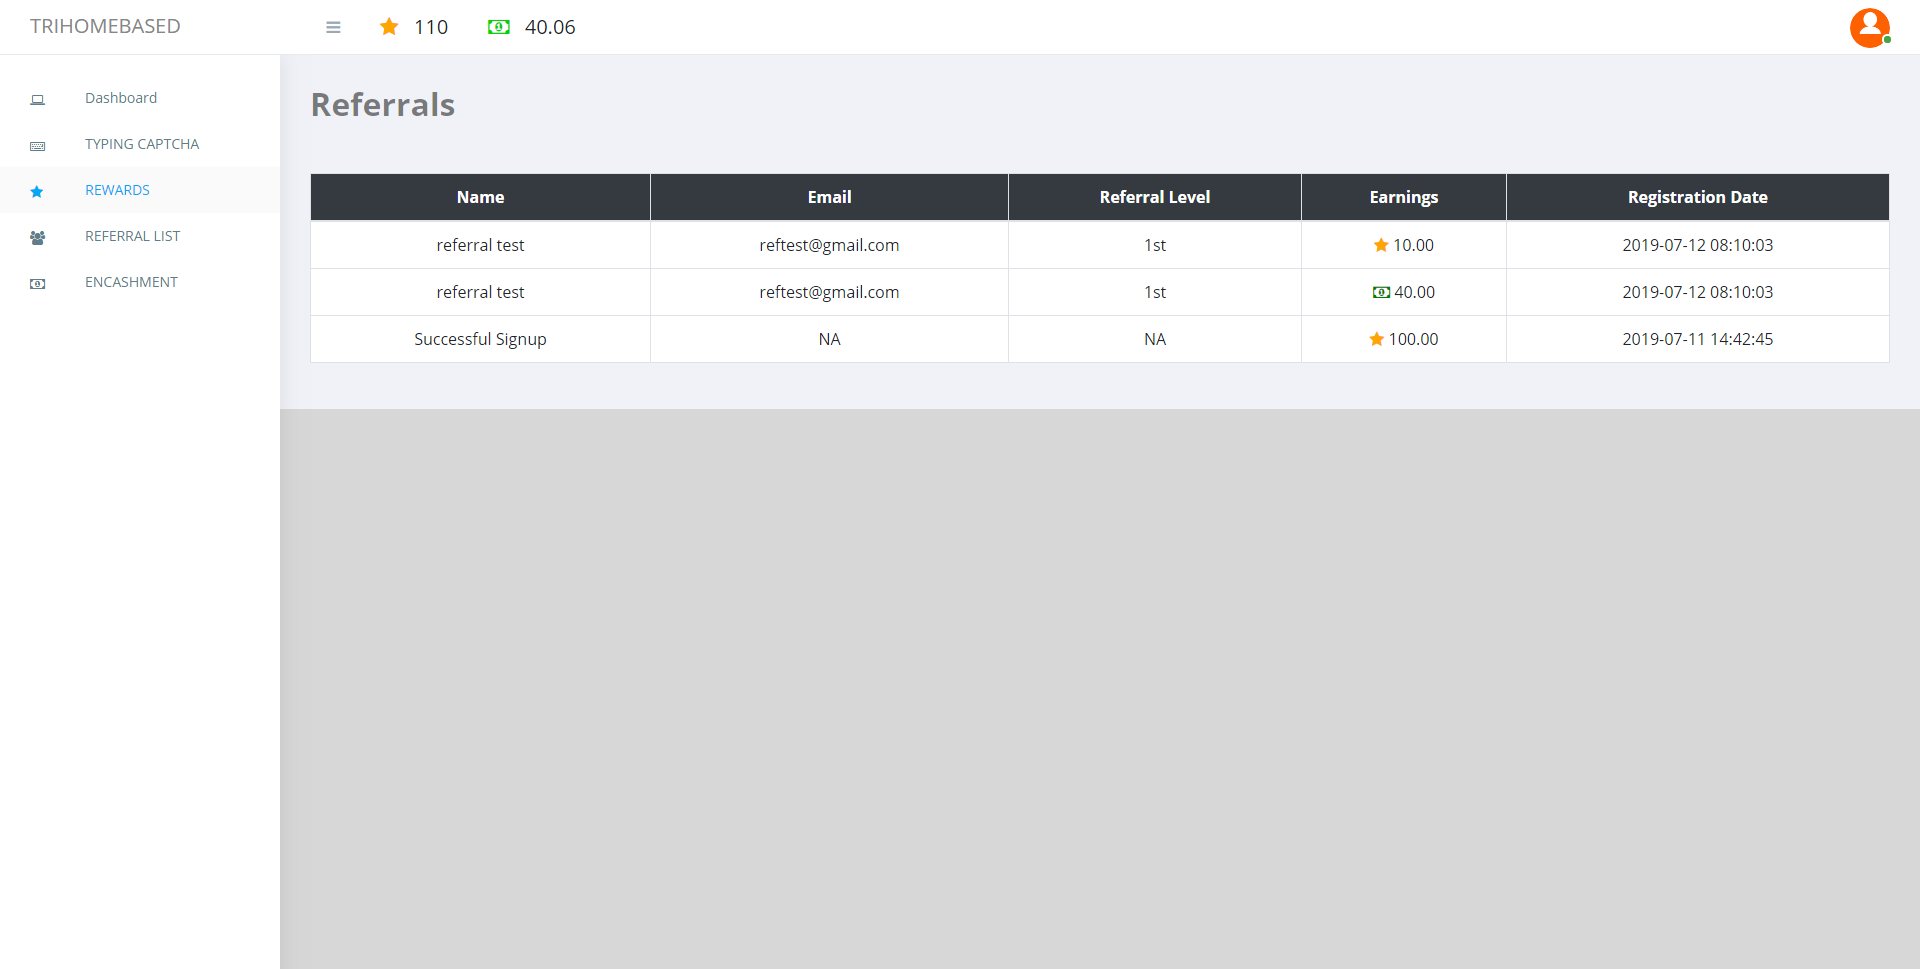 TRIHOMEBASED
110
40.06
Dashboard
TYPING CAPTCHA
REWARDS
REFERRAL LIST
ENCASHMENT
Referrals
Name Email Referral Level Earnings Registration Date
referral test reftest@gmail.com 1st 10.00 2019-07-12 08:10:03
referral test reftest@gmail.com 1st 40.00 2019-07-12 08:10:03
Successful Signup NA NA 100.00 2019-07-11 14:42:45